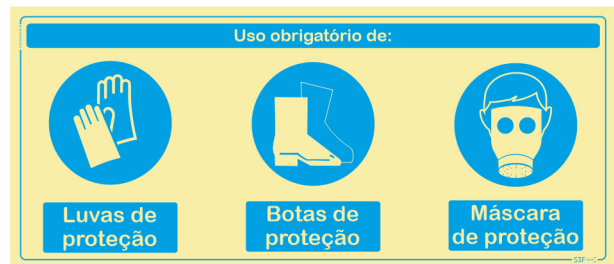 Uso obrigatório de:
Luvas de
proteção
Botas de
proteção
Máscara
de proteção